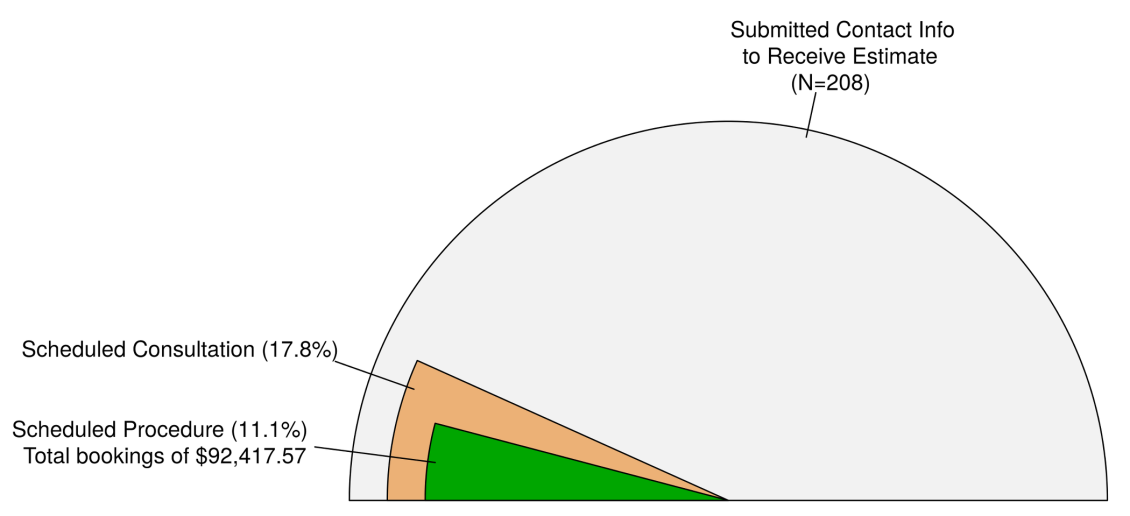 Submitted Contact Info
to Receive Estimate
(N=208)
Scheduled Consultation (17.8%)
Scheduled Procedure (11.1%)
Total bookings of $92,417.57